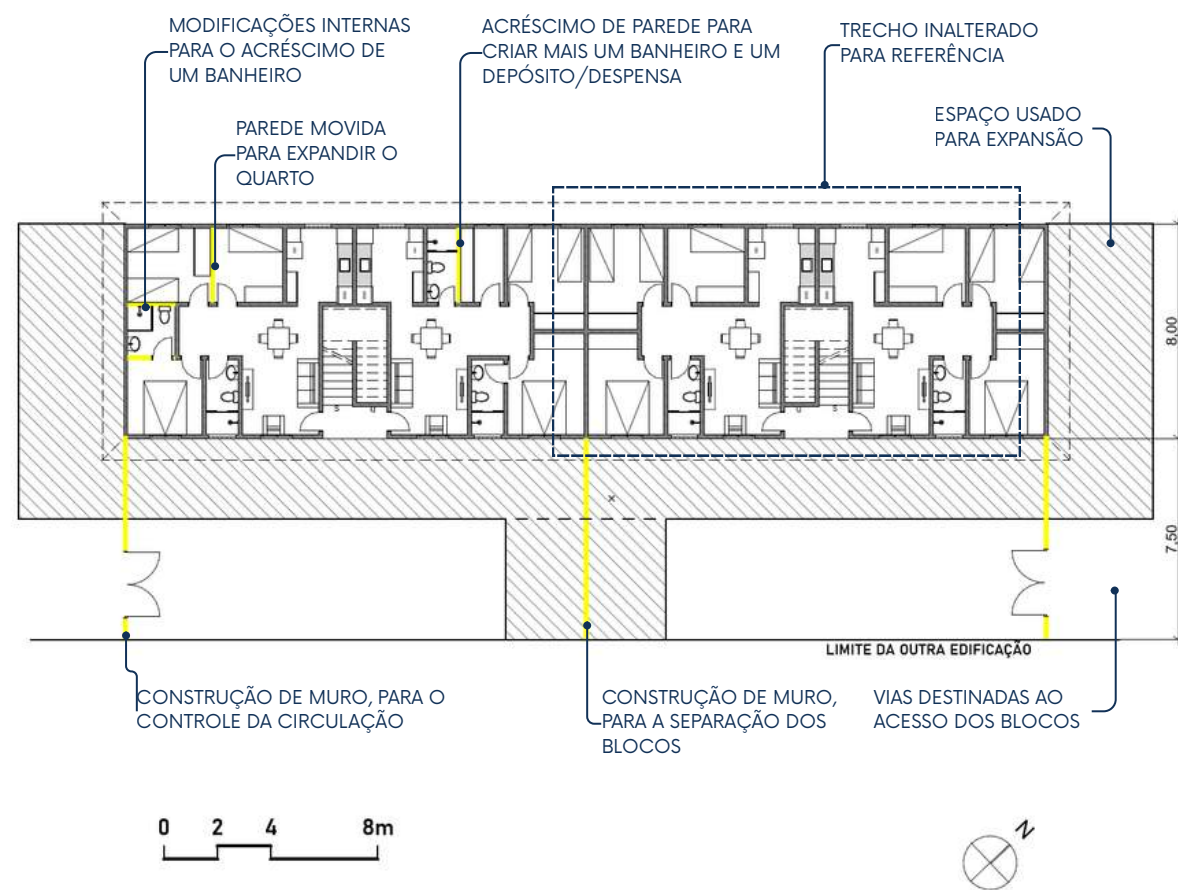 MODIFICAÇÕES INTERNAS
PARA O ACRÉSCIMO DE
UM BANHEIRO
ACRÉSCIMO DE PAREDE PARA
CRIAR MAIS UM BANHEIRO E UM
DEPÓSITO/DESPENSA
TRECHO INALTERADO
PARA REFERÊNCIA
PAREDE MOVIDA
PARA EXPANDIR O
QUARTO
ESPAÇO USADO
PARA EXPANSÃO
8,00
7,50
LIMITE DA OUTRA EDIFICAÇÃO
CONSTRUÇÃO DE MURO, PARA O
CONTROLE DA CIRCULAÇÃO
CONSTRUÇÃO DE MURO,
PARA A SEPARAÇÃO DOS
BLOCOS
VIAS DESTINADAS AO
ACESSO DOS BLOCOS
0 2 4 8m
N